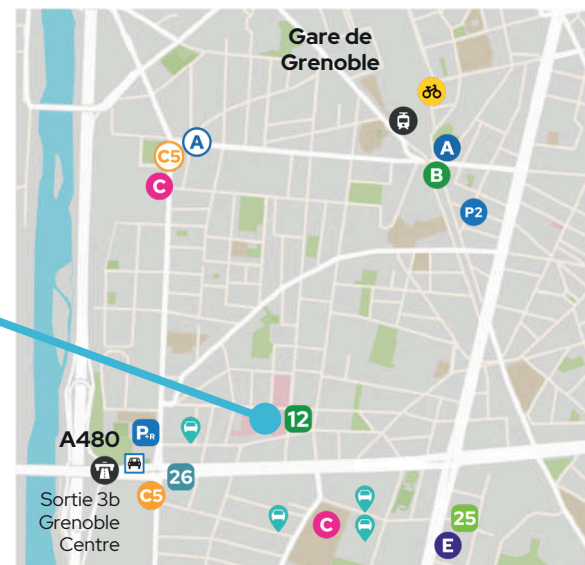 Gare de
Grenoble
A
C5
C
A
B
P2
12
A480
P+R
26
Sortie 3b
Grenoble
Centre
C5
C
25
E